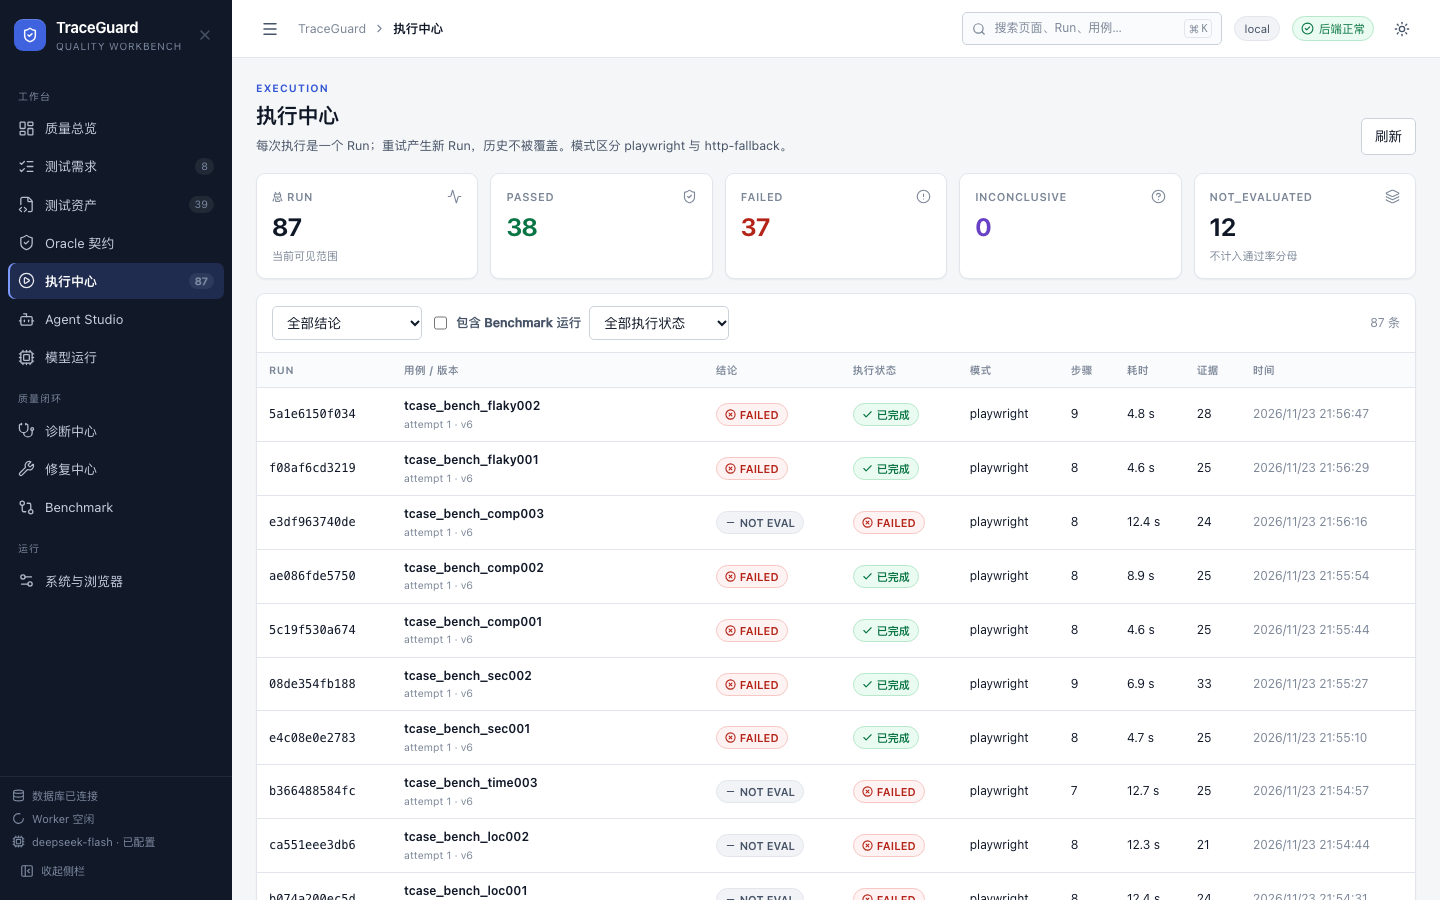 TraceGuard
QUALITY WORKBENCH
工作台
质量总览
测试需求 8
测试资产 39
Oracle 契约
执行中心 87
Agent Studio
模型运行
质量闭环
诊断中心
修复中心
Benchmark
运行
系统与浏览器
数据库已连接
Worker 空闲
deepseek-flash · 已配置
收起侧栏
TraceGuard > 执行中心
搜索页面、Run、用例... ⌘ K
local
后端正常
EXECUTION
执行中心
每次执行是一个 Run；重试产生新 Run，历史不被覆盖。模式区分 playwright 与 http-fallback。
刷新
总 RUN
87
当前可见范围
PASSED
38
FAILED
37
INCONCLUSIVE
0
NOT_EVALUATED
12
不计入通过率分母
全部结论 包含 Benchmark 运行 全部执行状态 87 条
RUN 用例 / 版本 结论 执行状态 模式 步骤 耗时 证据 时间
5a1e6150f034 tcase_bench_flaky002 FAILED 已完成 playwright 9 4.8 s 28 2026/11/23 21:56:47
attempt 1 · v6
f08af6cd3219 tcase_bench_flaky001 FAILED 已完成 playwright 8 4.6 s 25 2026/11/23 21:56:29
attempt 1 · v6
e3df963740de tcase_bench_comp003 NOT EVAL FAILED playwright 8 12.4 s 24 2026/11/23 21:56:16
attempt 1 · v6
ae086fde5750 tcase_bench_comp002 FAILED 已完成 playwright 8 8.9 s 25 2026/11/23 21:55:54
attempt 1 · v6
5c19f530a674 tcase_bench_comp001 FAILED 已完成 playwright 8 4.6 s 25 2026/11/23 21:55:44
attempt 1 · v6
08de354fb188 tcase_bench_sec002 FAILED 已完成 playwright 9 6.9 s 33 2026/11/23 21:55:27
attempt 1 · v6
e4c08e0e2783 tcase_bench_sec001 FAILED 已完成 playwright 8 4.7 s 25 2026/11/23 21:55:10
attempt 1 · v6
b366488584fc tcase_bench_time003 NOT EVAL FAILED playwright 7 12.7 s 25 2026/11/23 21:54:57
attempt 1 · v6
ca551eee3db6 tcase_bench_loc002 NOT EVAL FAILED playwright 8 12.3 s 21 2026/11/23 21:54:44
attempt 1 · v6
b074a200ec5d tcase_bench_loc001 NOT EVAL FAILED playwright 8 12.4 s 24 2026/11/23 21:54:31